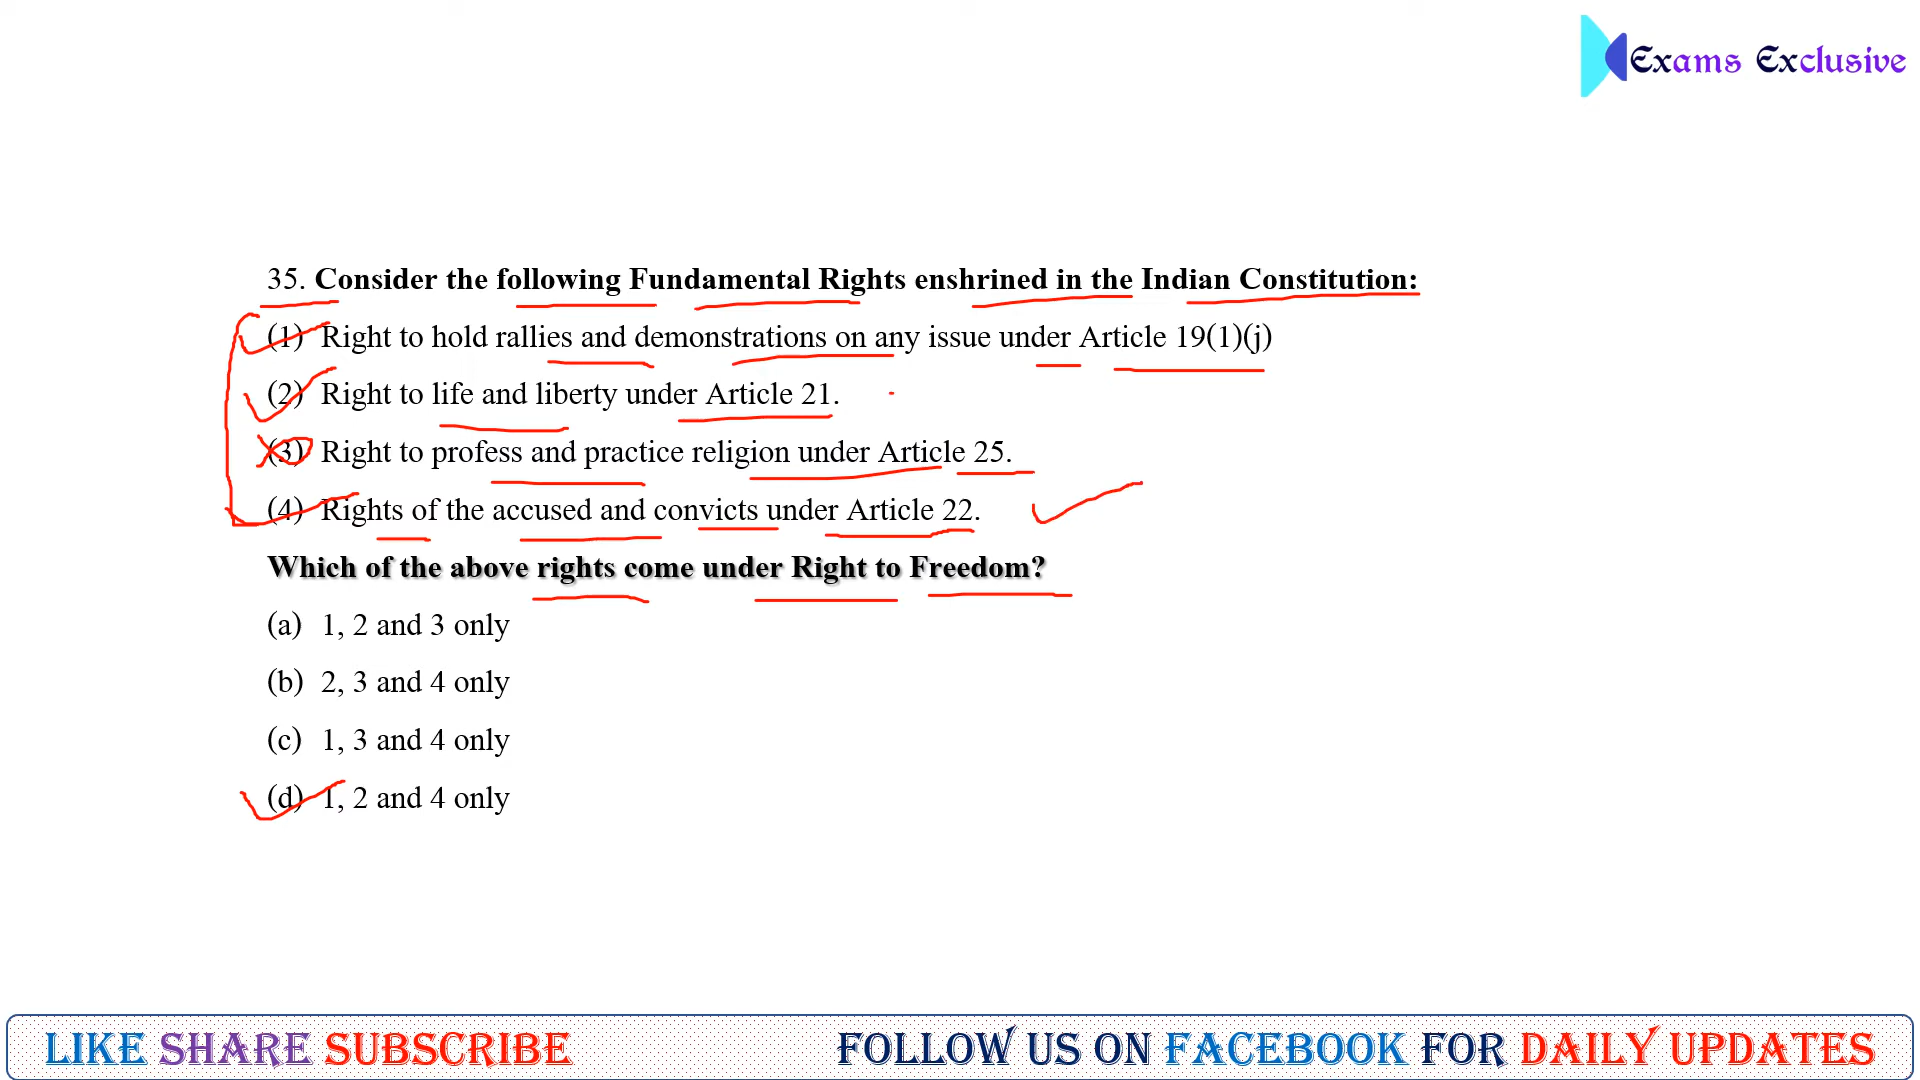 Exams Exclusive
35. Consider the following Fundamental Rights enshrined in the Indian Constitution:
(1) Right to hold rallies and demonstrations on any issue under Article 19(1)(j)
(2) Right to life and liberty under Article 21.
(3) Right to profess and practice religion under Article 25.
(4) Rights of the accused and convicts under Article 22.
Which of the above rights come under Right to Freedom?
(a) 1, 2 and 3 only
(b) 2, 3 and 4 only
(c) 1, 3 and 4 only
(d) 1, 2 and 4 only
LIKE SHARE SUBSCRIBE FOLLOW US ON FACEBOOK FOR DAILY UPDATES